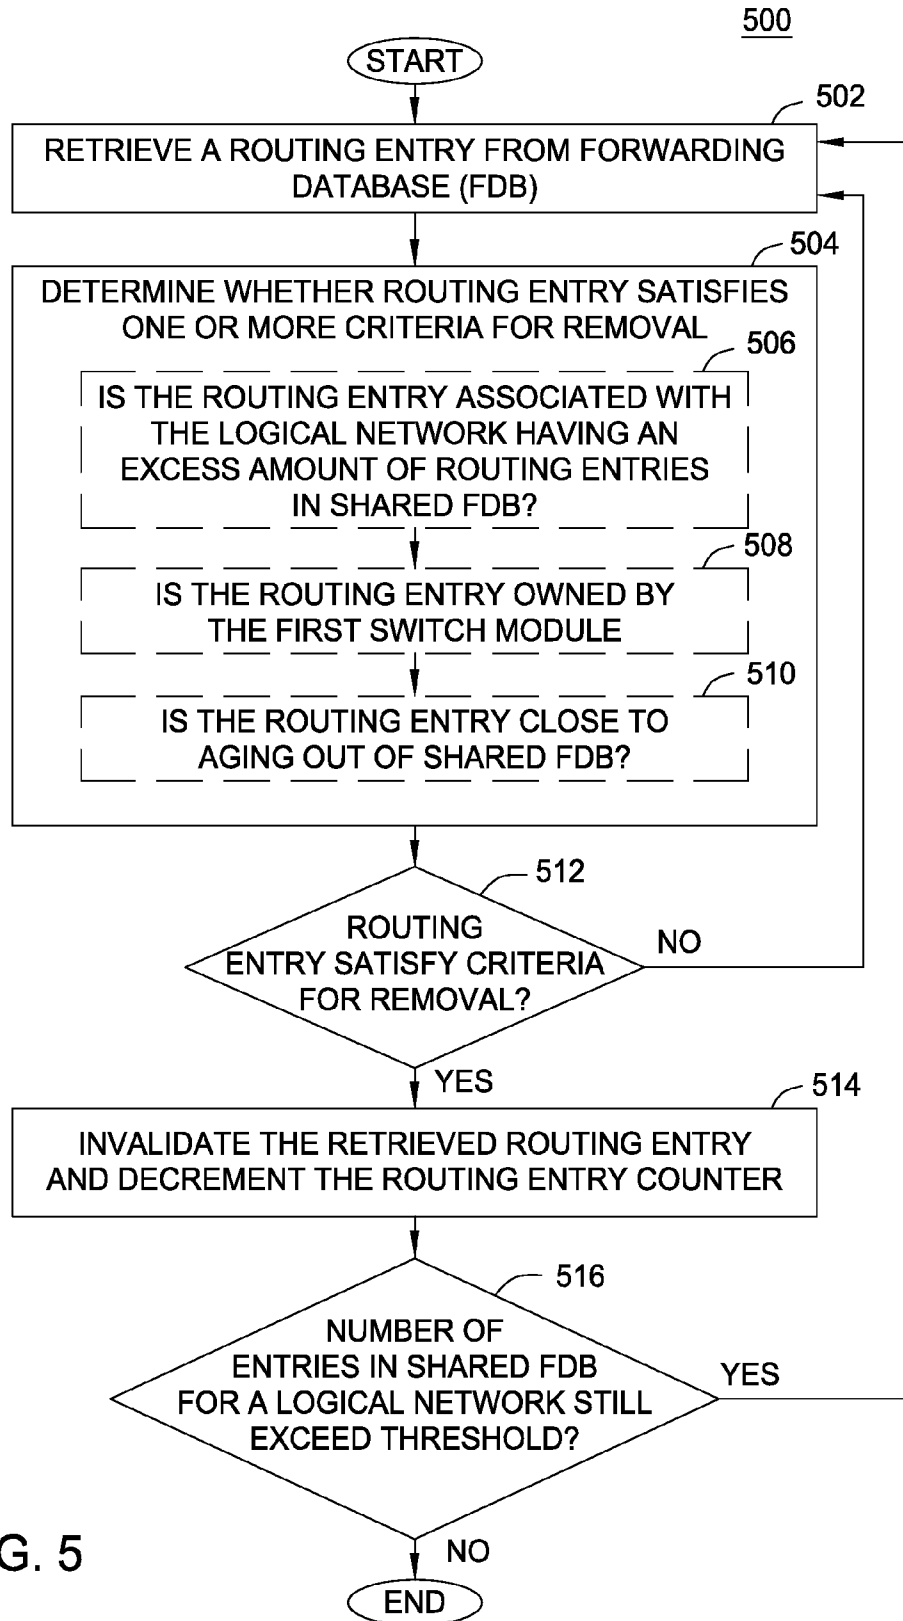 500
START
502
RETRIEVE A ROUTING ENTRY FROM FORWARDING
DATABASE (FDB)
504
DETERMINE WHETHER ROUTING ENTRY SATISFIES
ONE OR MORE CRITERIA FOR REMOVAL
506
IS THE ROUTING ENTRY ASSOCIATED WITH
THE LOGICAL NETWORK HAVING AN
EXCESS AMOUNT OF ROUTING ENTRIES
IN SHARED FDB?
508
IS THE ROUTING ENTRY OWNED BY
THE FIRST SWITCH MODULE
510
IS THE ROUTING ENTRY CLOSE TO
AGING OUT OF SHARED FDB?
512
ROUTING
ENTRY SATISFY CRITERIA
FOR REMOVAL?
NO
YES
514
INVALIDATE THE RETRIEVED ROUTING ENTRY
AND DECREMENT THE ROUTING ENTRY COUNTER
516
NUMBER OF
ENTRIES IN SHARED FDB
FOR A LOGICAL NETWORK STILL
EXCEED THRESHOLD?
YES
NO
G. 5
END